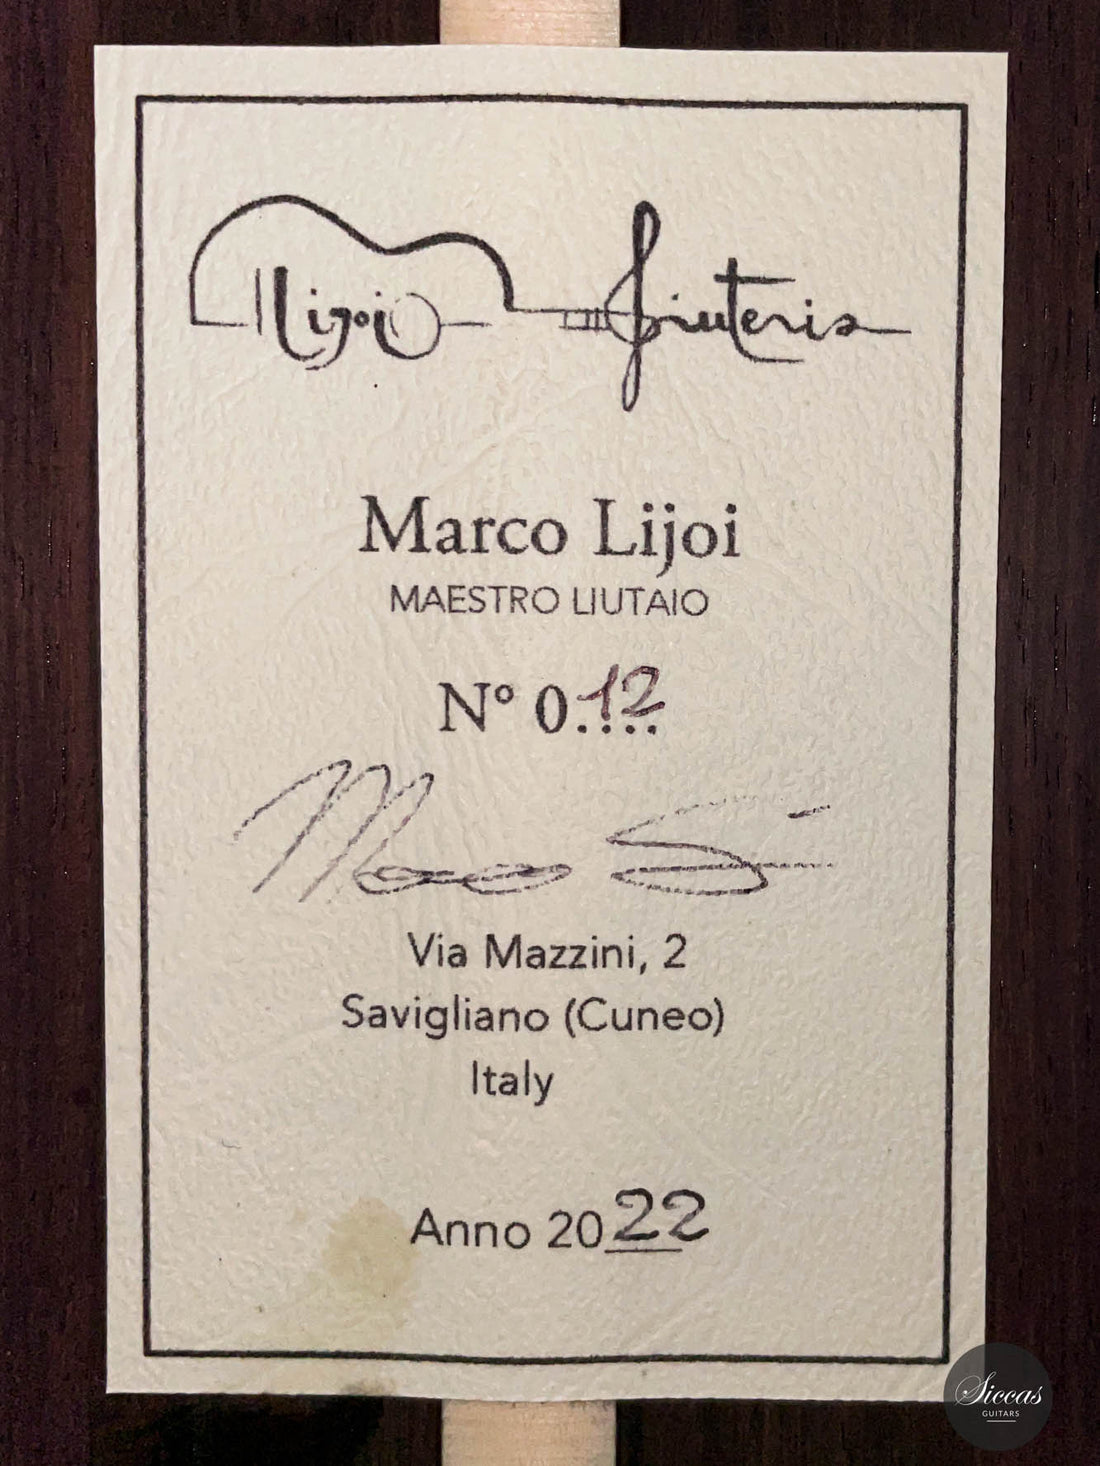 Lijoi liuteria
Marco Lijoi
MAESTRO LIUTAIO
N° 0.12
Via Mazzini, 2
Savigliano (Cuneo)
Italy
Anno 2022
Siccas
GUITARS